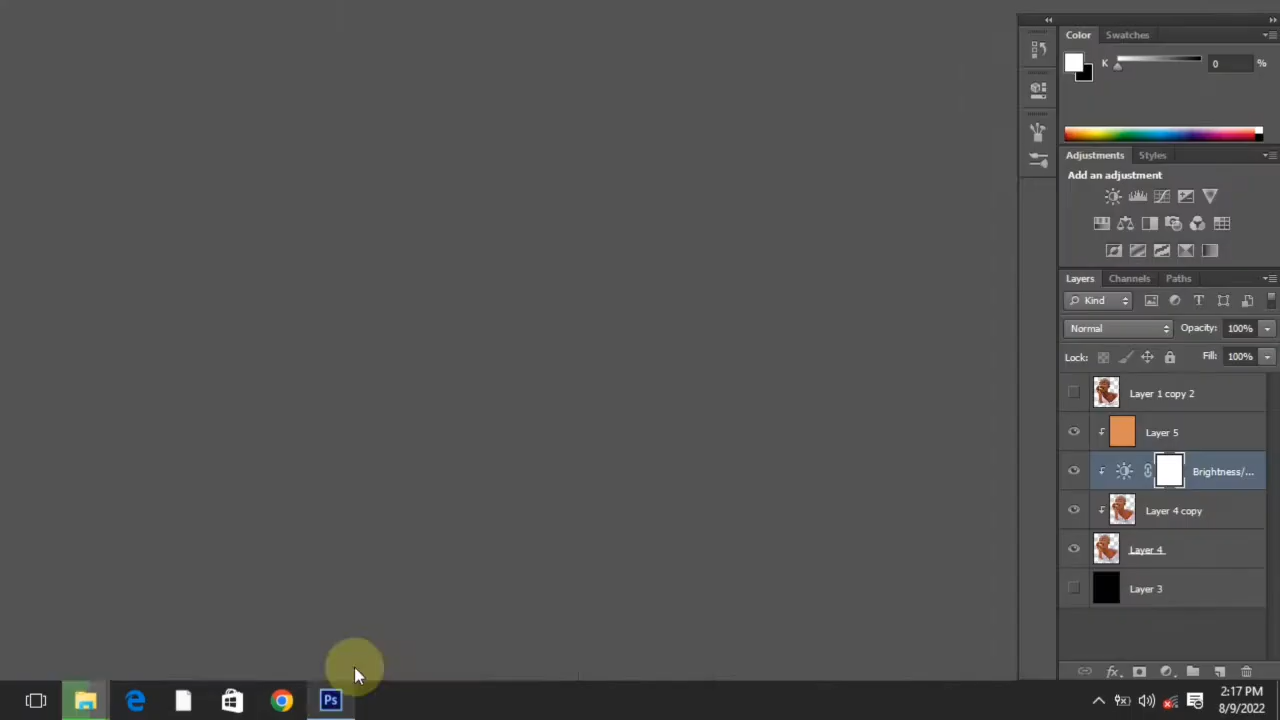 Color Swatches
K 0 %
Adjustments Styles
Add an adjustment
Layers Channels Paths
Kind
Normal Opacity: 100%
Lock: Fill: 100%
Layer 1 copy 2
Layer 5
Brightness/...
Layer 4 copy
Layer 4
Layer 3
fx
Ps
2:17 PM
8/9/2022